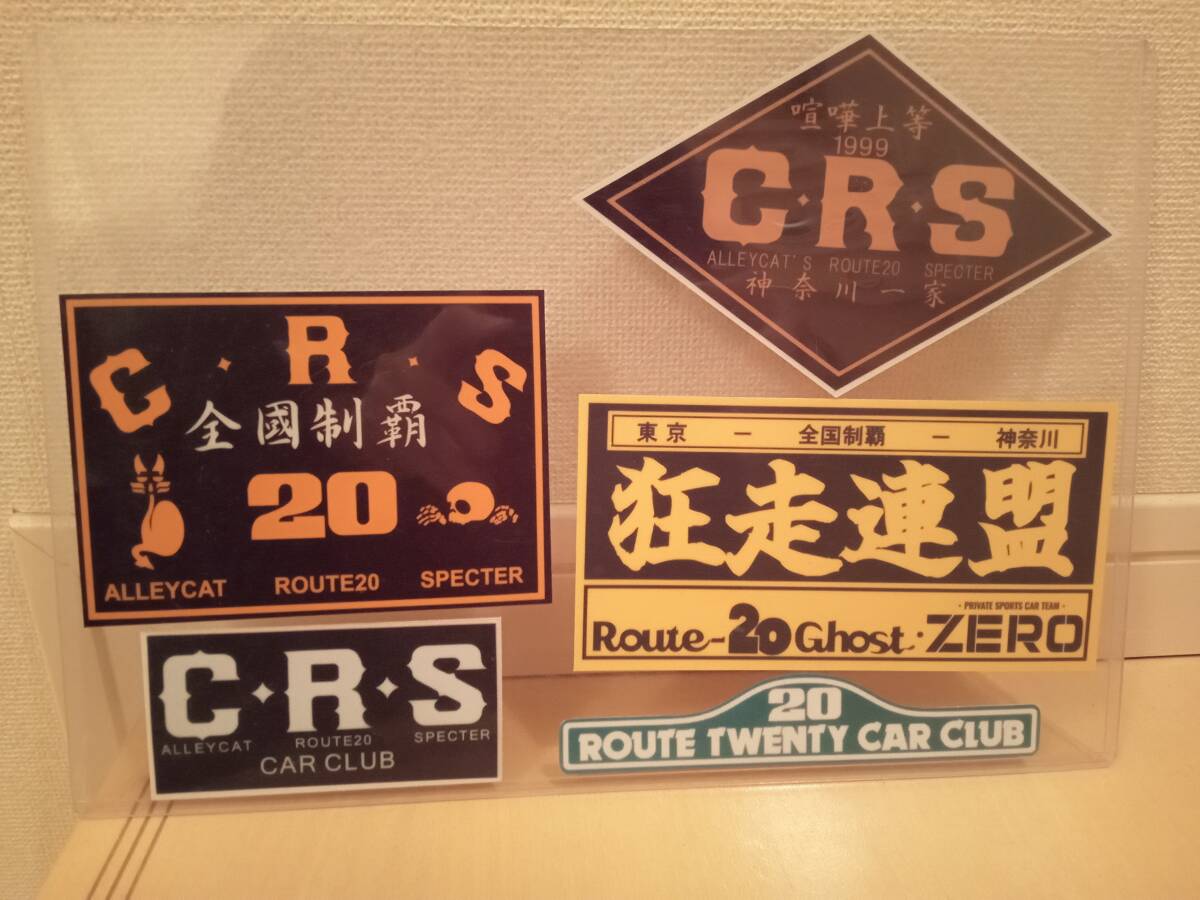 喧嘩上等
1999
C・R・S
ALLEYCAT'S ROUTE20 SPECTER
神奈川一家
C・R・S
全國制覇
20
ALLEYCAT ROUTE20 SPECTER
東京 ー 全国制覇 ー 神奈川
狂走連盟
・PRIVATE SPORTS CAR TEAM・
Route-20 Ghost・ZERO
C・R・S
ALLEYCAT ROUTE20 SPECTER
CAR CLUB
20
ROUTE TWENTY CAR CLUB